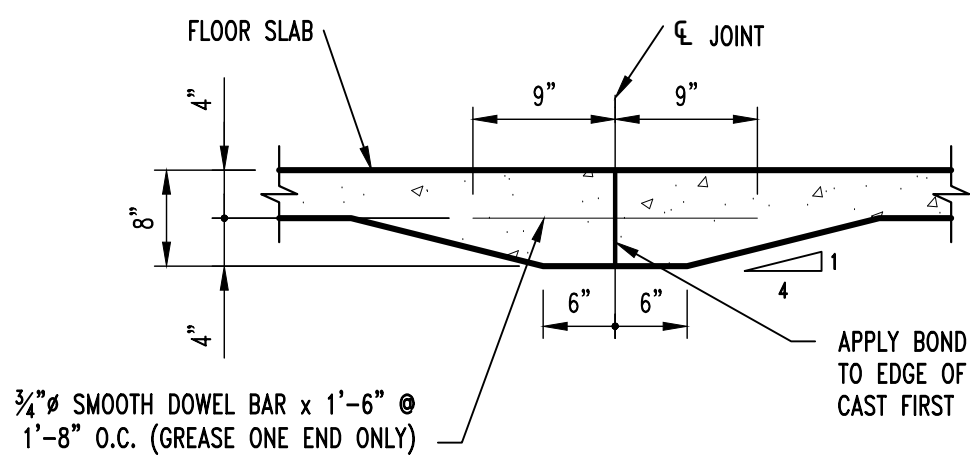 FLOOR SLAB
℄ JOINT
9"
9"
4"
8"
4"
6"
6"
1
4
APPLY BOND
TO EDGE OF
CAST FIRST
¾"ø SMOOTH DOWEL BAR x 1'-6" @
1'-8" O.C. (GREASE ONE END ONLY)